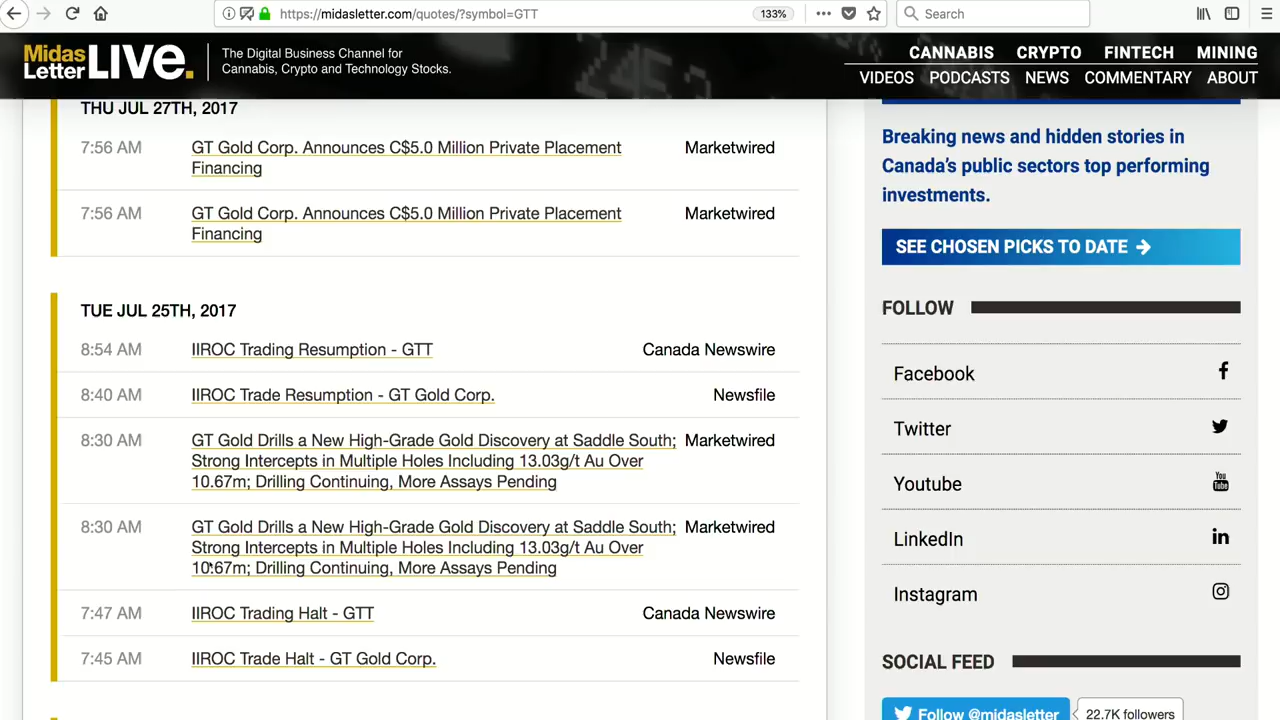 https://midasletter.com/quotes/?symbol=GTT
133%
Search
Midas
Letter
LIVE.
The Digital Business Channel for
Cannabis, Crypto and Technology Stocks.
CANNABIS CRYPTO FINTECH MINING
VIDEOS PODCASTS NEWS COMMENTARY ABOUT
THU JUL 27TH, 2017
7:56 AM GT Gold Corp. Announces C$5.0 Million Private Placement Marketwired
Financing
7:56 AM GT Gold Corp. Announces C$5.0 Million Private Placement Marketwired
Financing
TUE JUL 25TH, 2017
8:54 AM IIROC Trading Resumption - GTT Canada Newswire
8:40 AM IIROC Trade Resumption - GT Gold Corp. Newsfile
8:30 AM GT Gold Drills a New High-Grade Gold Discovery at Saddle South; Marketwired
Strong Intercepts in Multiple Holes Including 13.03g/t Au Over
10.67m; Drilling Continuing, More Assays Pending
8:30 AM GT Gold Drills a New High-Grade Gold Discovery at Saddle South; Marketwired
Strong Intercepts in Multiple Holes Including 13.03g/t Au Over
10.67m; Drilling Continuing, More Assays Pending
7:47 AM IIROC Trading Halt - GTT Canada Newswire
7:45 AM IIROC Trade Halt - GT Gold Corp. Newsfile
Breaking news and hidden stories in
Canada's public sectors top performing
investments.
SEE CHOSEN PICKS TO DATE
FOLLOW
Facebook
Twitter
Youtube
LinkedIn
Instagram
SOCIAL FEED
Follow @midasletter 22.7K followers